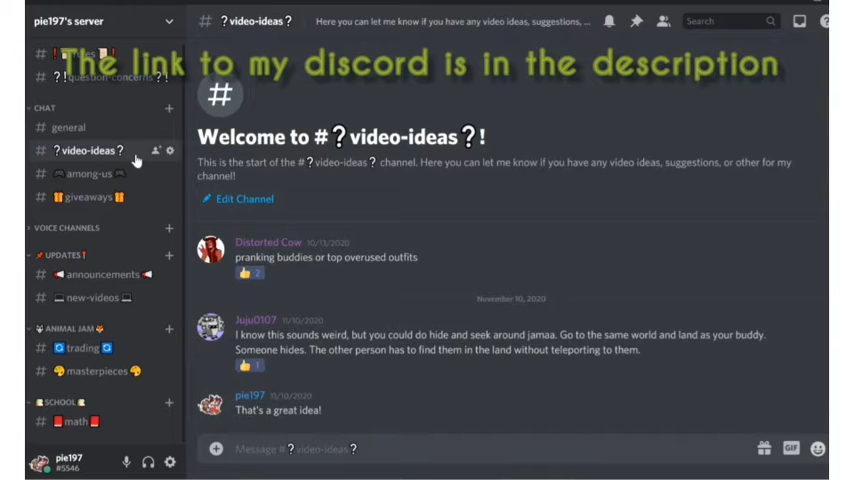 pie197's server
# ❓video-ideas❓
Here you can let me know if you have any video ideas, suggestions, ...
Search
The link to my discord is in the description
# rules
# ❓!question-concerns❓!
CHAT
# general
# ❓video-ideas❓
# 🎮among-us🎮
# 🎁giveaways🎁
VOICE CHANNELS
📌UPDATES❗
# 📢announcements📢
# 💻new-videos💻
🐺ANIMAL JAM🦊
# 🔄trading🔄
# 🎨masterpieces🎨
SCHOOL
# 📕math📕
pie197
#5546
#
Welcome to #❓video-ideas❓!
This is the start of the #❓video-ideas❓ channel. Here you can let me know if you have any video ideas, suggestions, or other for my
channel!
Edit Channel
Distorted Cow 10/13/2020
pranking buddies or top overused outfits
👍 2
November 10, 2020
Juju0107 11/10/2020
I know this sounds weird, but you could do hide and seek around jamaa. Go to the same world and land as your buddy.
Someone hides. The other person has to find them in the land without teleporting to them.
👍 1
pie197 11/10/2020
That's a great idea!
Message #❓video-ideas❓
GIF